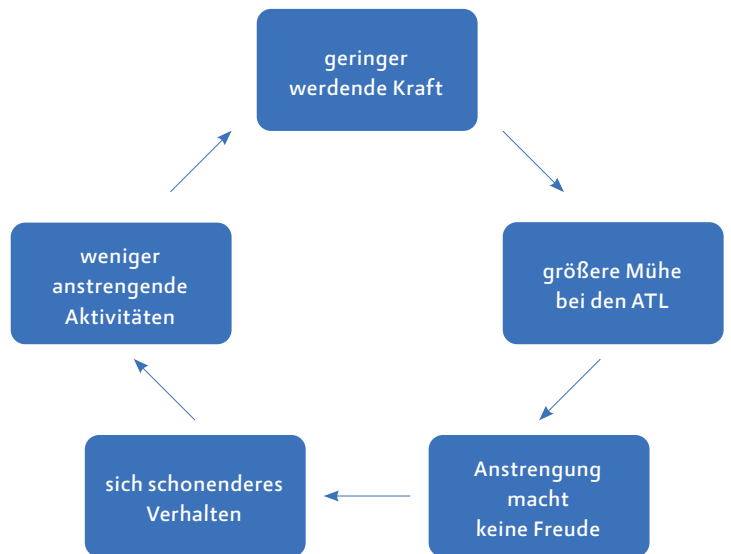 geringer
werdende Kraft
größere Mühe
bei den ATL
Anstrengung
macht
keine Freude
sich schonenderes
Verhalten
weniger
anstrengende
Aktivitäten